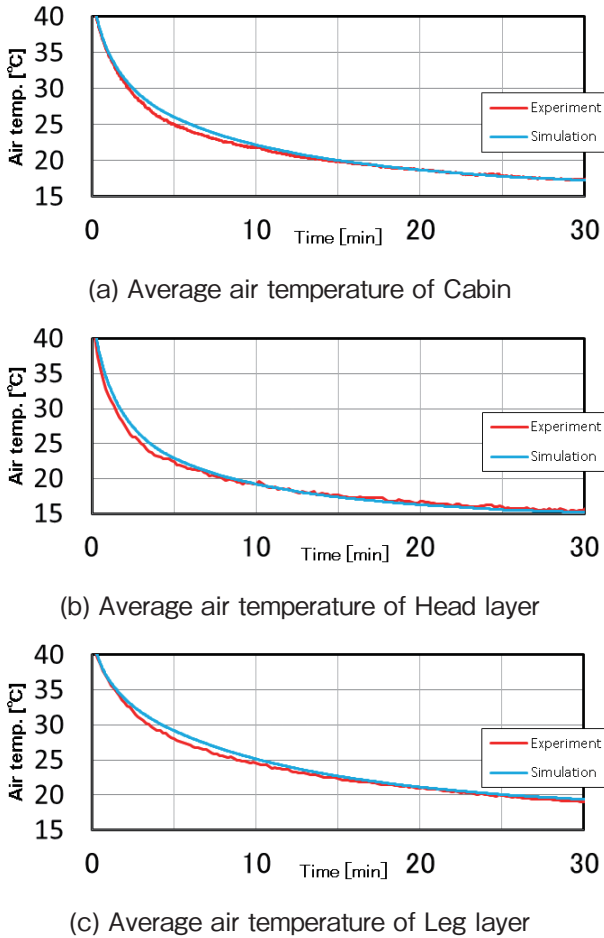 40
35
30
25
20
15
Air temp. [℃]
Experiment
Simulation
0 10 20 30
Time [min]
(a) Average air temperature of Cabin
40
35
30
25
20
15
Air temp. [℃]
Experiment
Simulation
0 10 20 30
Time [min]
(b) Average air temperature of Head layer
40
35
30
25
20
15
Air temp. [℃]
Experiment
Simulation
0 10 20 30
Time [min]
(c) Average air temperature of Leg layer